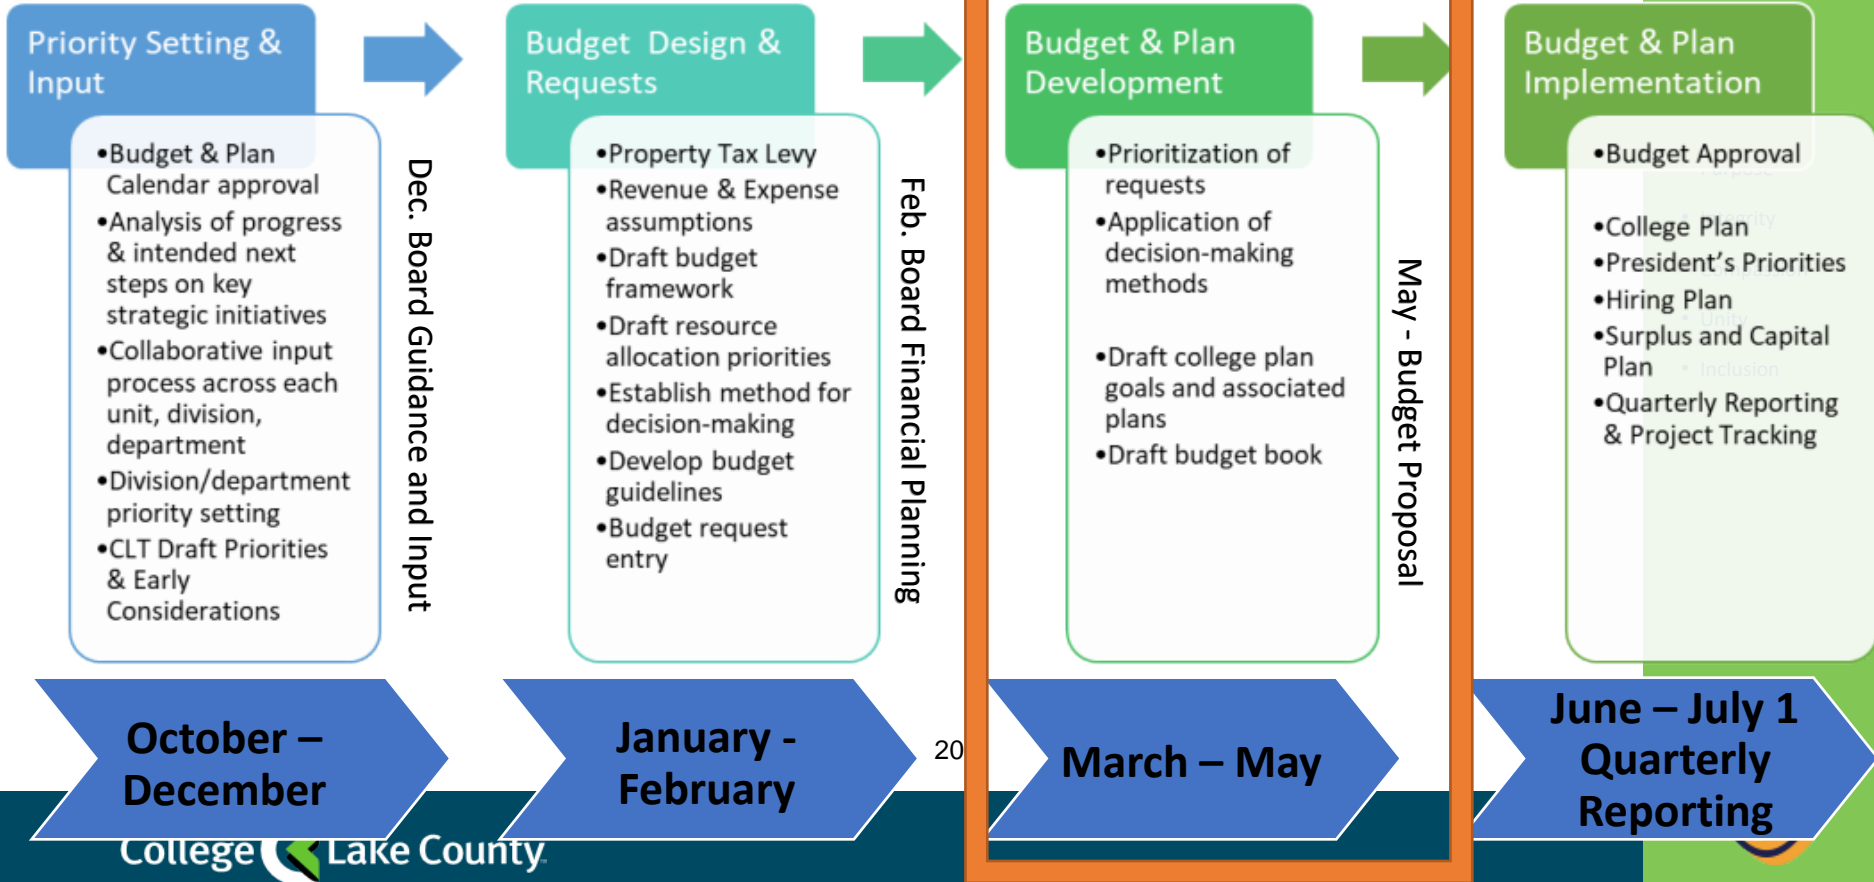 Priority Setting &
Input
•Budget & Plan
Calendar approval
•Analysis of progress
& intended next
steps on key
strategic initiatives
•Collaborative input
process across each
unit, division,
department
•Division/department
priority setting
•CLT Draft Priorities
& Early
Considerations
Dec. Board Guidance and Input
October –
December
Budget Design &
Requests
•Property Tax Levy
•Revenue & Expense
assumptions
•Draft budget
framework
•Draft resource
allocation priorities
•Establish method for
decision-making
•Develop budget
guidelines
•Budget request
entry
Feb. Board Financial Planning
January -
February
20
Budget & Plan
Development
•Prioritization of
requests
•Application of
decision-making
methods
•Draft college plan
goals and associated
plans
•Draft budget book
May - Budget Proposal
March – May
Budget & Plan
Implementation
•Budget Approval
Purpose
• Integrity
•College Plan
•President's Priorities
•Hiring Plan
• Unity
•Surplus and Capital
Plan
• Inclusion
•Quarterly Reporting
& Project Tracking
June – July 1
Quarterly
Reporting
College Lake County